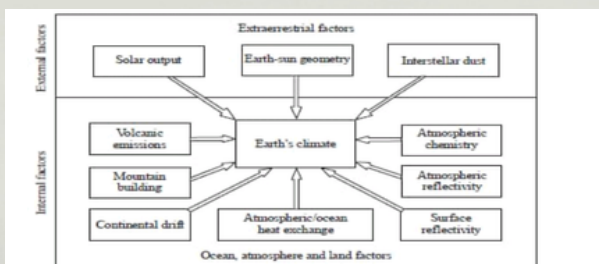 Extraerrestrial factors
External factors
Solar output
Earth-sun geometry
Interstellar dust
Internal factors
Volcanic
emissions
Earth's climate
Atmospheric
chemistry
Mountain
building
Atmospheric
reflectivity
Continental drift
Atmospheric/ocean
heat exchange
Surface
reflectivity
Ocean, atmosphere and land factors